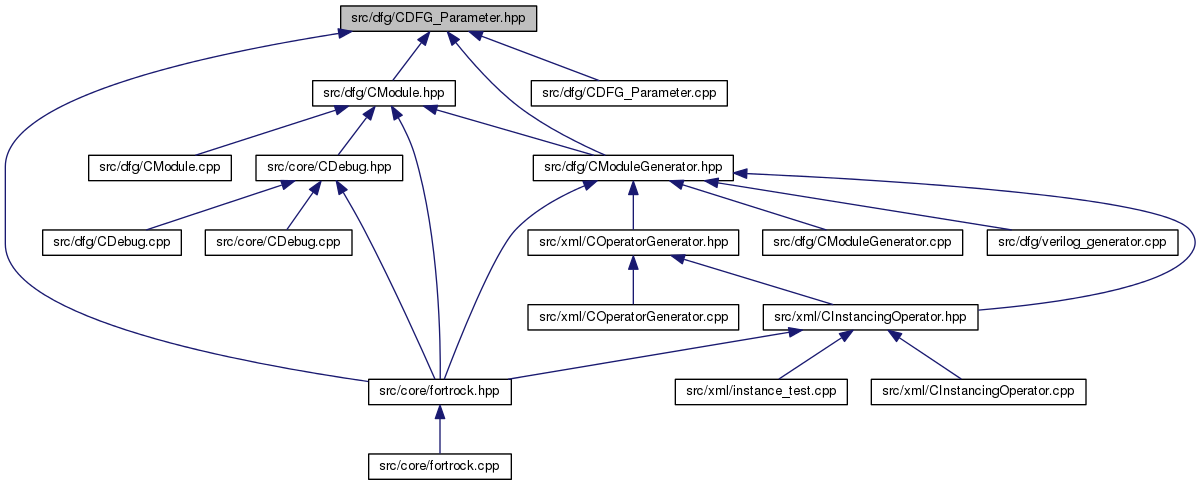 src/dfg/CDFG_Parameter.hpp
src/dfg/CModule.hpp
src/dfg/CDFG_Parameter.cpp
src/dfg/CModule.cpp
src/core/CDebug.hpp
src/dfg/CModuleGenerator.hpp
src/dfg/CDebug.cpp
src/core/CDebug.cpp
src/xml/COperatorGenerator.hpp
src/dfg/CModuleGenerator.cpp
src/dfg/verilog_generator.cpp
src/xml/COperatorGenerator.cpp
src/xml/CInstancingOperator.hpp
src/core/fortrock.hpp
src/xml/instance_test.cpp
src/xml/CInstancingOperator.cpp
src/core/fortrock.cpp